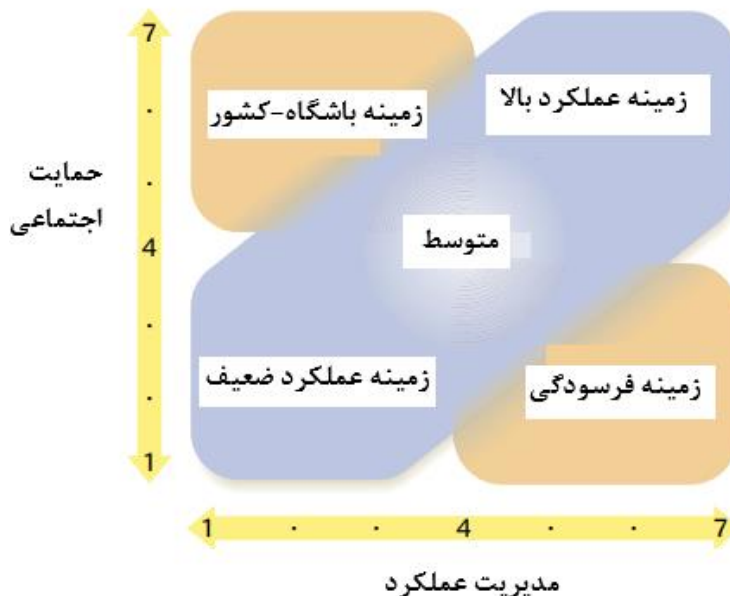 7
زمینه باشگاه-کشور
زمینه عملکرد بالا
حمایت
اجتماعی
4
متوسط
زمینه عملکرد ضعیف
زمینه فرسودگی
1
1
4
7
مدیریت عملکرد